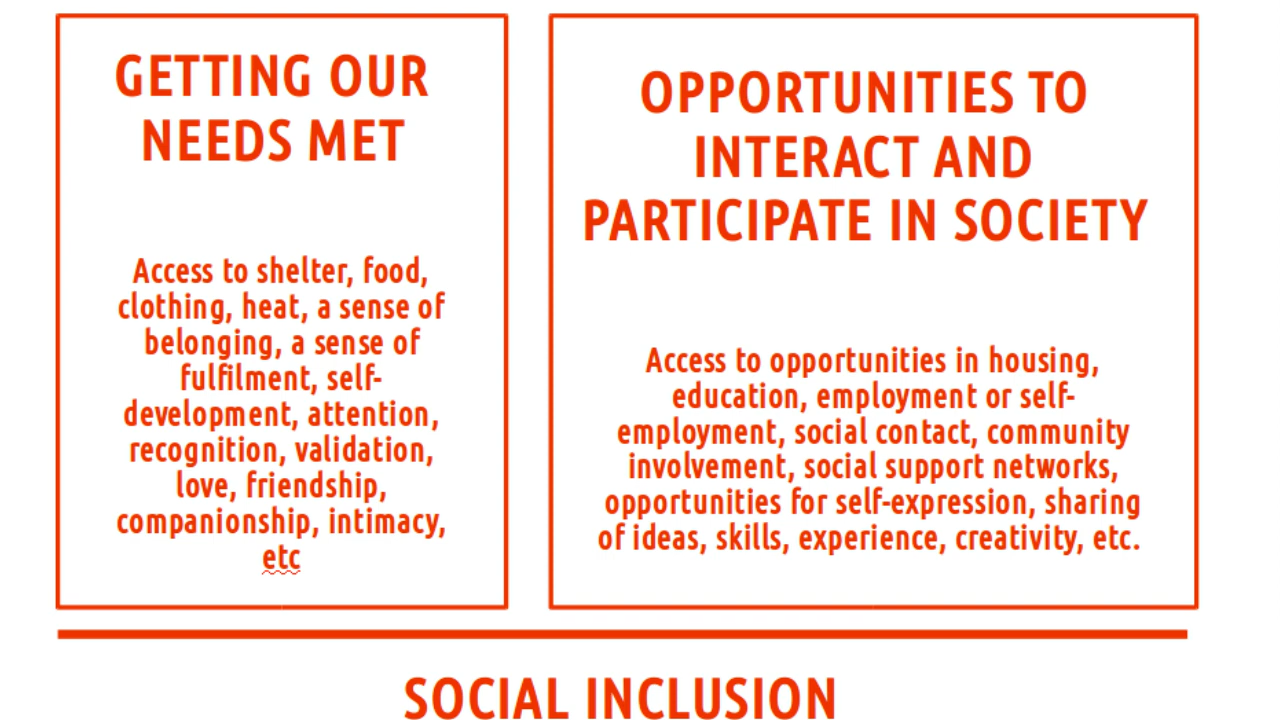 GETTING OUR
NEEDS MET
Access to shelter, food,
clothing, heat, a sense of
belonging, a sense of
fulfilment, self-
development, attention,
recognition, validation,
love, friendship,
companionship, intimacy,
etc
OPPORTUNITIES TO
INTERACT AND
PARTICIPATE IN SOCIETY
Access to opportunities in housing,
education, employment or self-
employment, social contact, community
involvement, social support networks,
opportunities for self-expression, sharing
of ideas, skills, experience, creativity, etc.
SOCIAL INCLUSION